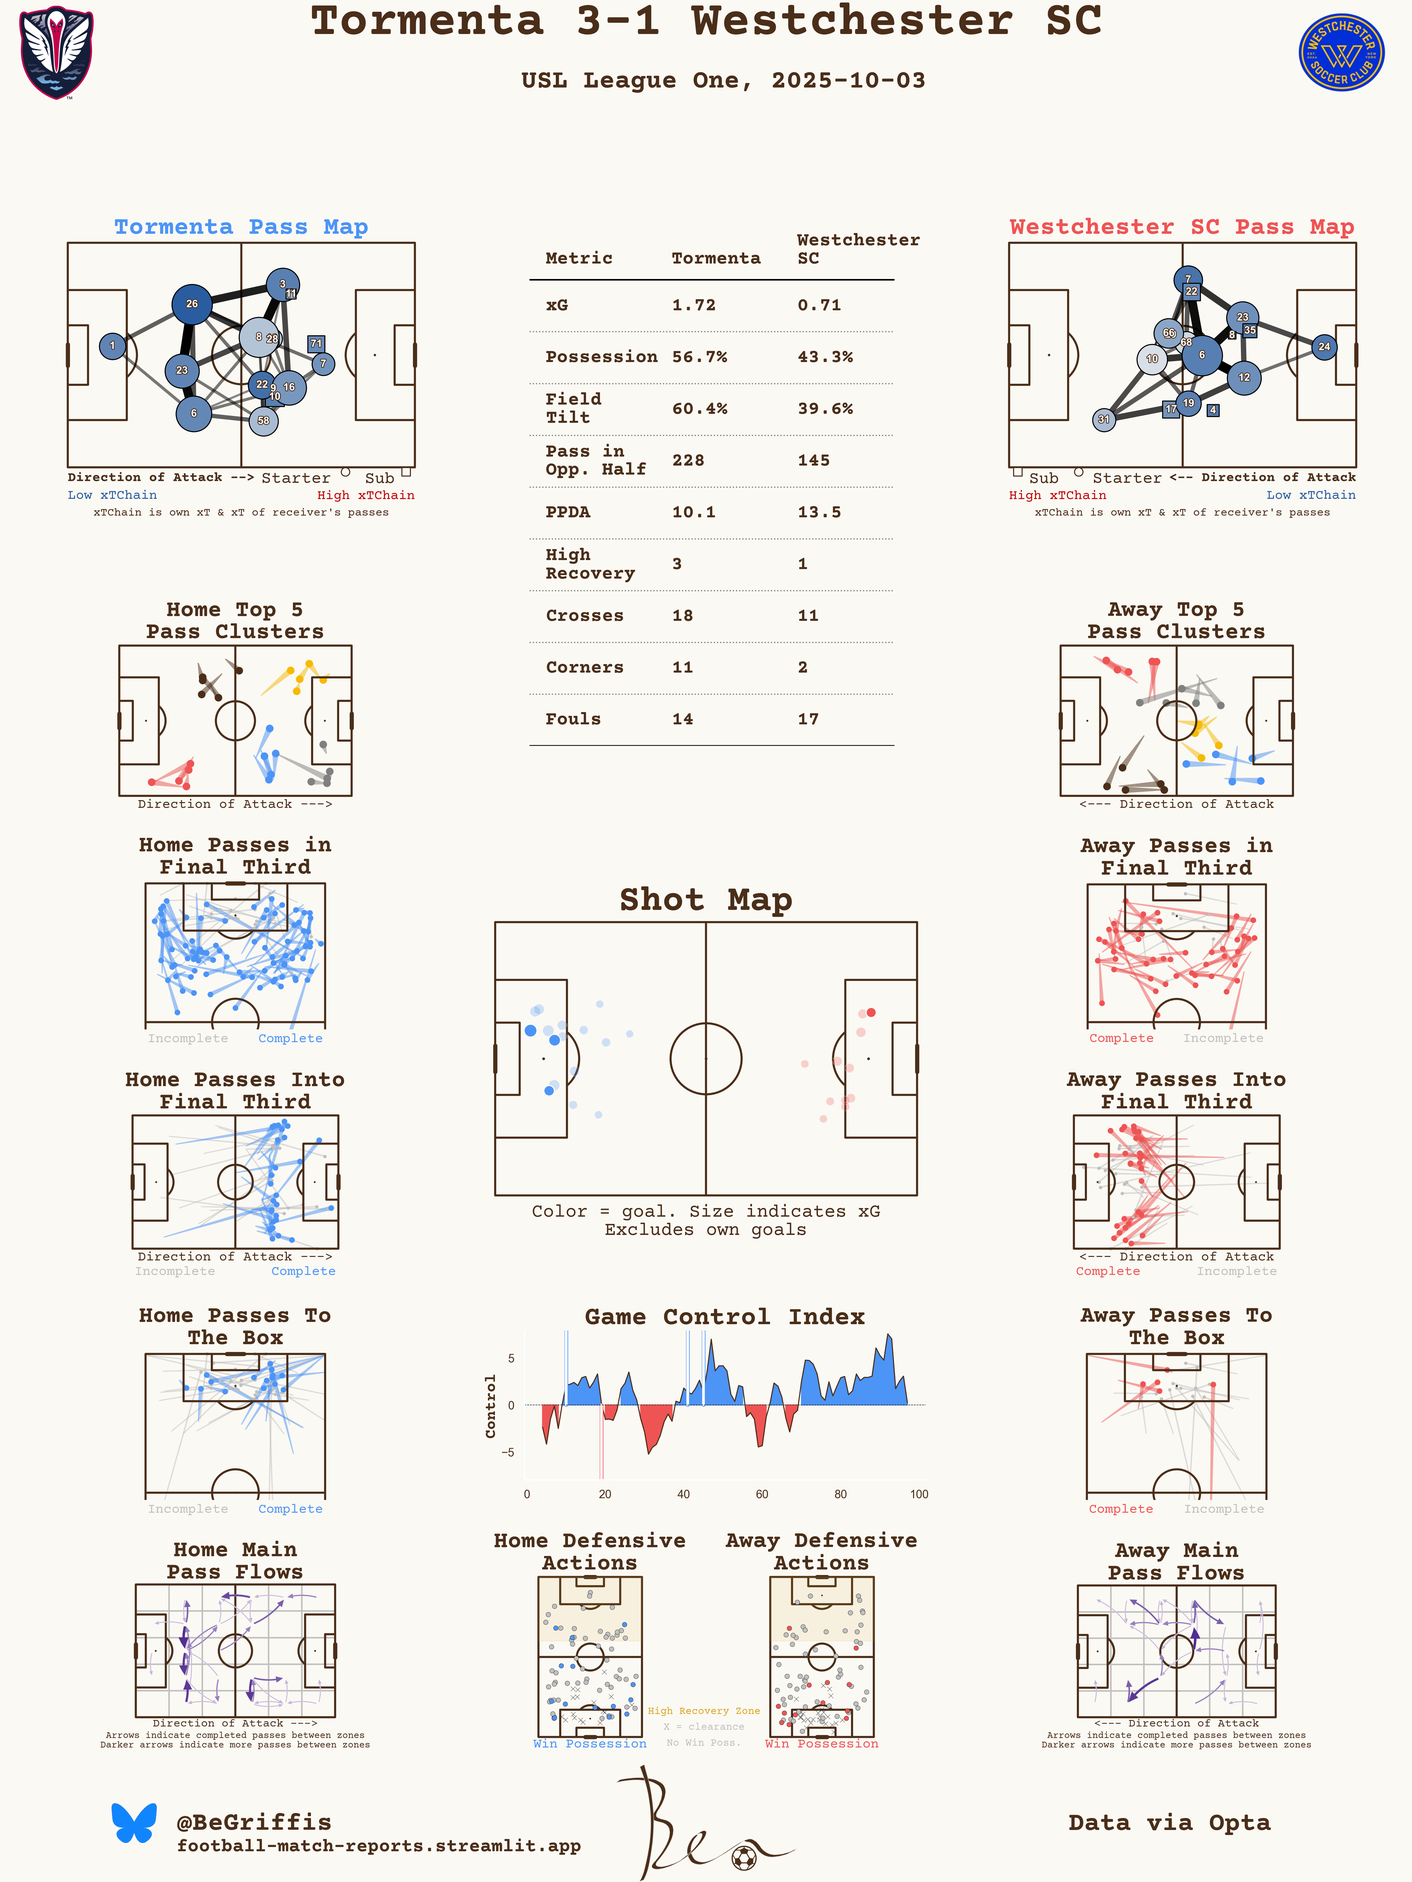 Tormenta 3-1 Westchester SC
USL League One, 2025-10-03
WESTCHESTER
SOCCER CLUB
Tormenta Pass Map
1
26
3
11
8
28
23
71
7
22
9
16
10
6
58
Direction of Attack --> Starter Sub
Low xTChain High xTChain
xTChain is own xT & xT of receiver's passes
Metric Tormenta Westchester SC
xG 1.72 0.71
Possession 56.7% 43.3%
Field Tilt 60.4% 39.6%
Pass in Opp. Half 228 145
PPDA 10.1 13.5
High Recovery 3 1
Crosses 18 11
Corners 11 2
Fouls 14 17
Westchester SC Pass Map
7
22
23
66
8
35
68
24
10
6
12
19
17
4
31
Sub Starter <-- Direction of Attack
High xTChain Low xTChain
xTChain is own xT & xT of receiver's passes
Home Top 5
Pass Clusters
Direction of Attack --->
Away Top 5
Pass Clusters
<--- Direction of Attack
Home Passes in
Final Third
Incomplete Complete
Shot Map
Color = goal. Size indicates xG
Excludes own goals
Away Passes in
Final Third
Complete Incomplete
Home Passes Into
Final Third
Direction of Attack --->
Incomplete Complete
Away Passes Into
Final Third
<--- Direction of Attack
Complete Incomplete
Home Passes To
The Box
Incomplete Complete
Game Control Index
Control
5
0
−5
0 20 40 60 80 100
Away Passes To
The Box
Complete Incomplete
Home Main
Pass Flows
Direction of Attack --->
Arrows indicate completed passes between zones
Darker arrows indicate more passes between zones
Home Defensive
Actions
Win Possession
High Recovery Zone
X = clearance
No Win Poss.
Away Defensive
Actions
Win Possession
Away Main
Pass Flows
<--- Direction of Attack
Arrows indicate completed passes between zones
Darker arrows indicate more passes between zones
@BeGriffis
football-match-reports.streamlit.app
Ben
Data via Opta